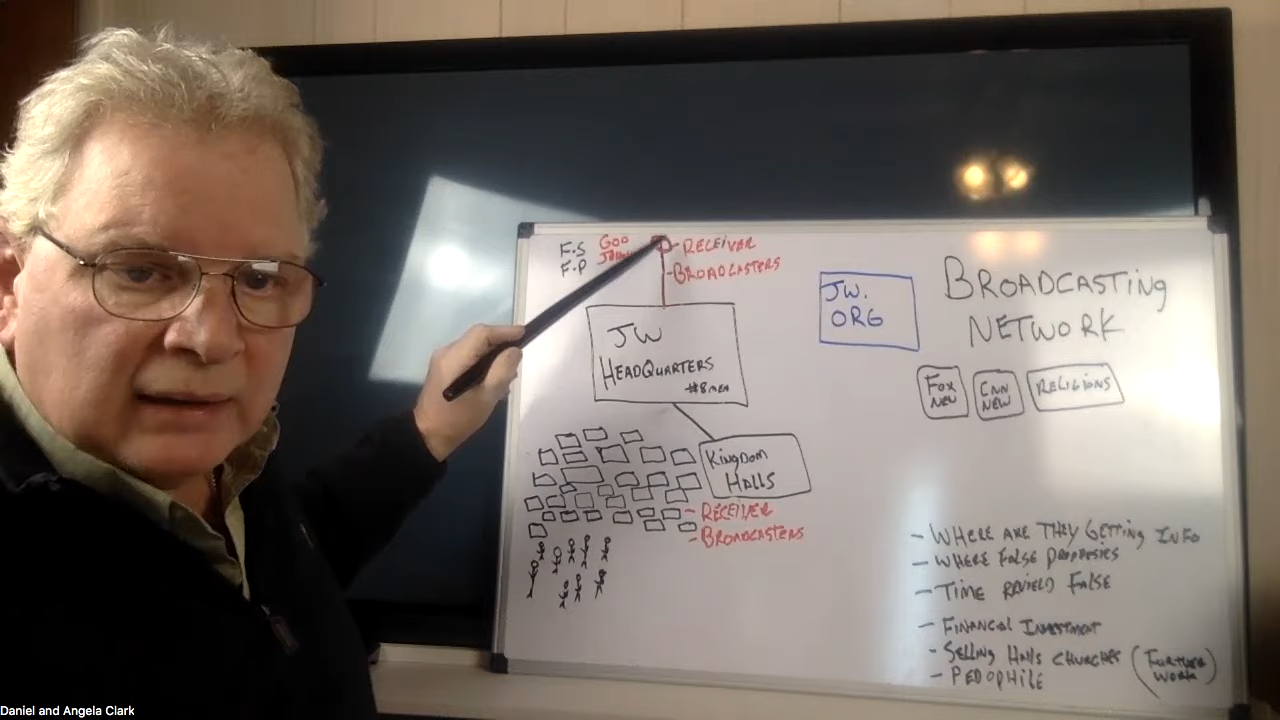 F.S
F.P
GOD
- RECEIVER
- BROADCASTERS
JW
HEADQUARTERS
#8 MEN
KINGDOM
HALLS
- RECEIVER
- BROADCASTERS
JW.
ORG
BROADCASTING
NETWORK
FOX
NEW
CNN
NEW
RELIGIONS
- WHERE ARE THEY GETTING INFO
- WHERE FALSE PROPHESIES
- TIME FALSE
- FINANCIAL INVESTMENT
- SELLING HALLS CHURCHES (FURTHER
WORK)
- PEDOPHILE
Daniel and Angela Clark